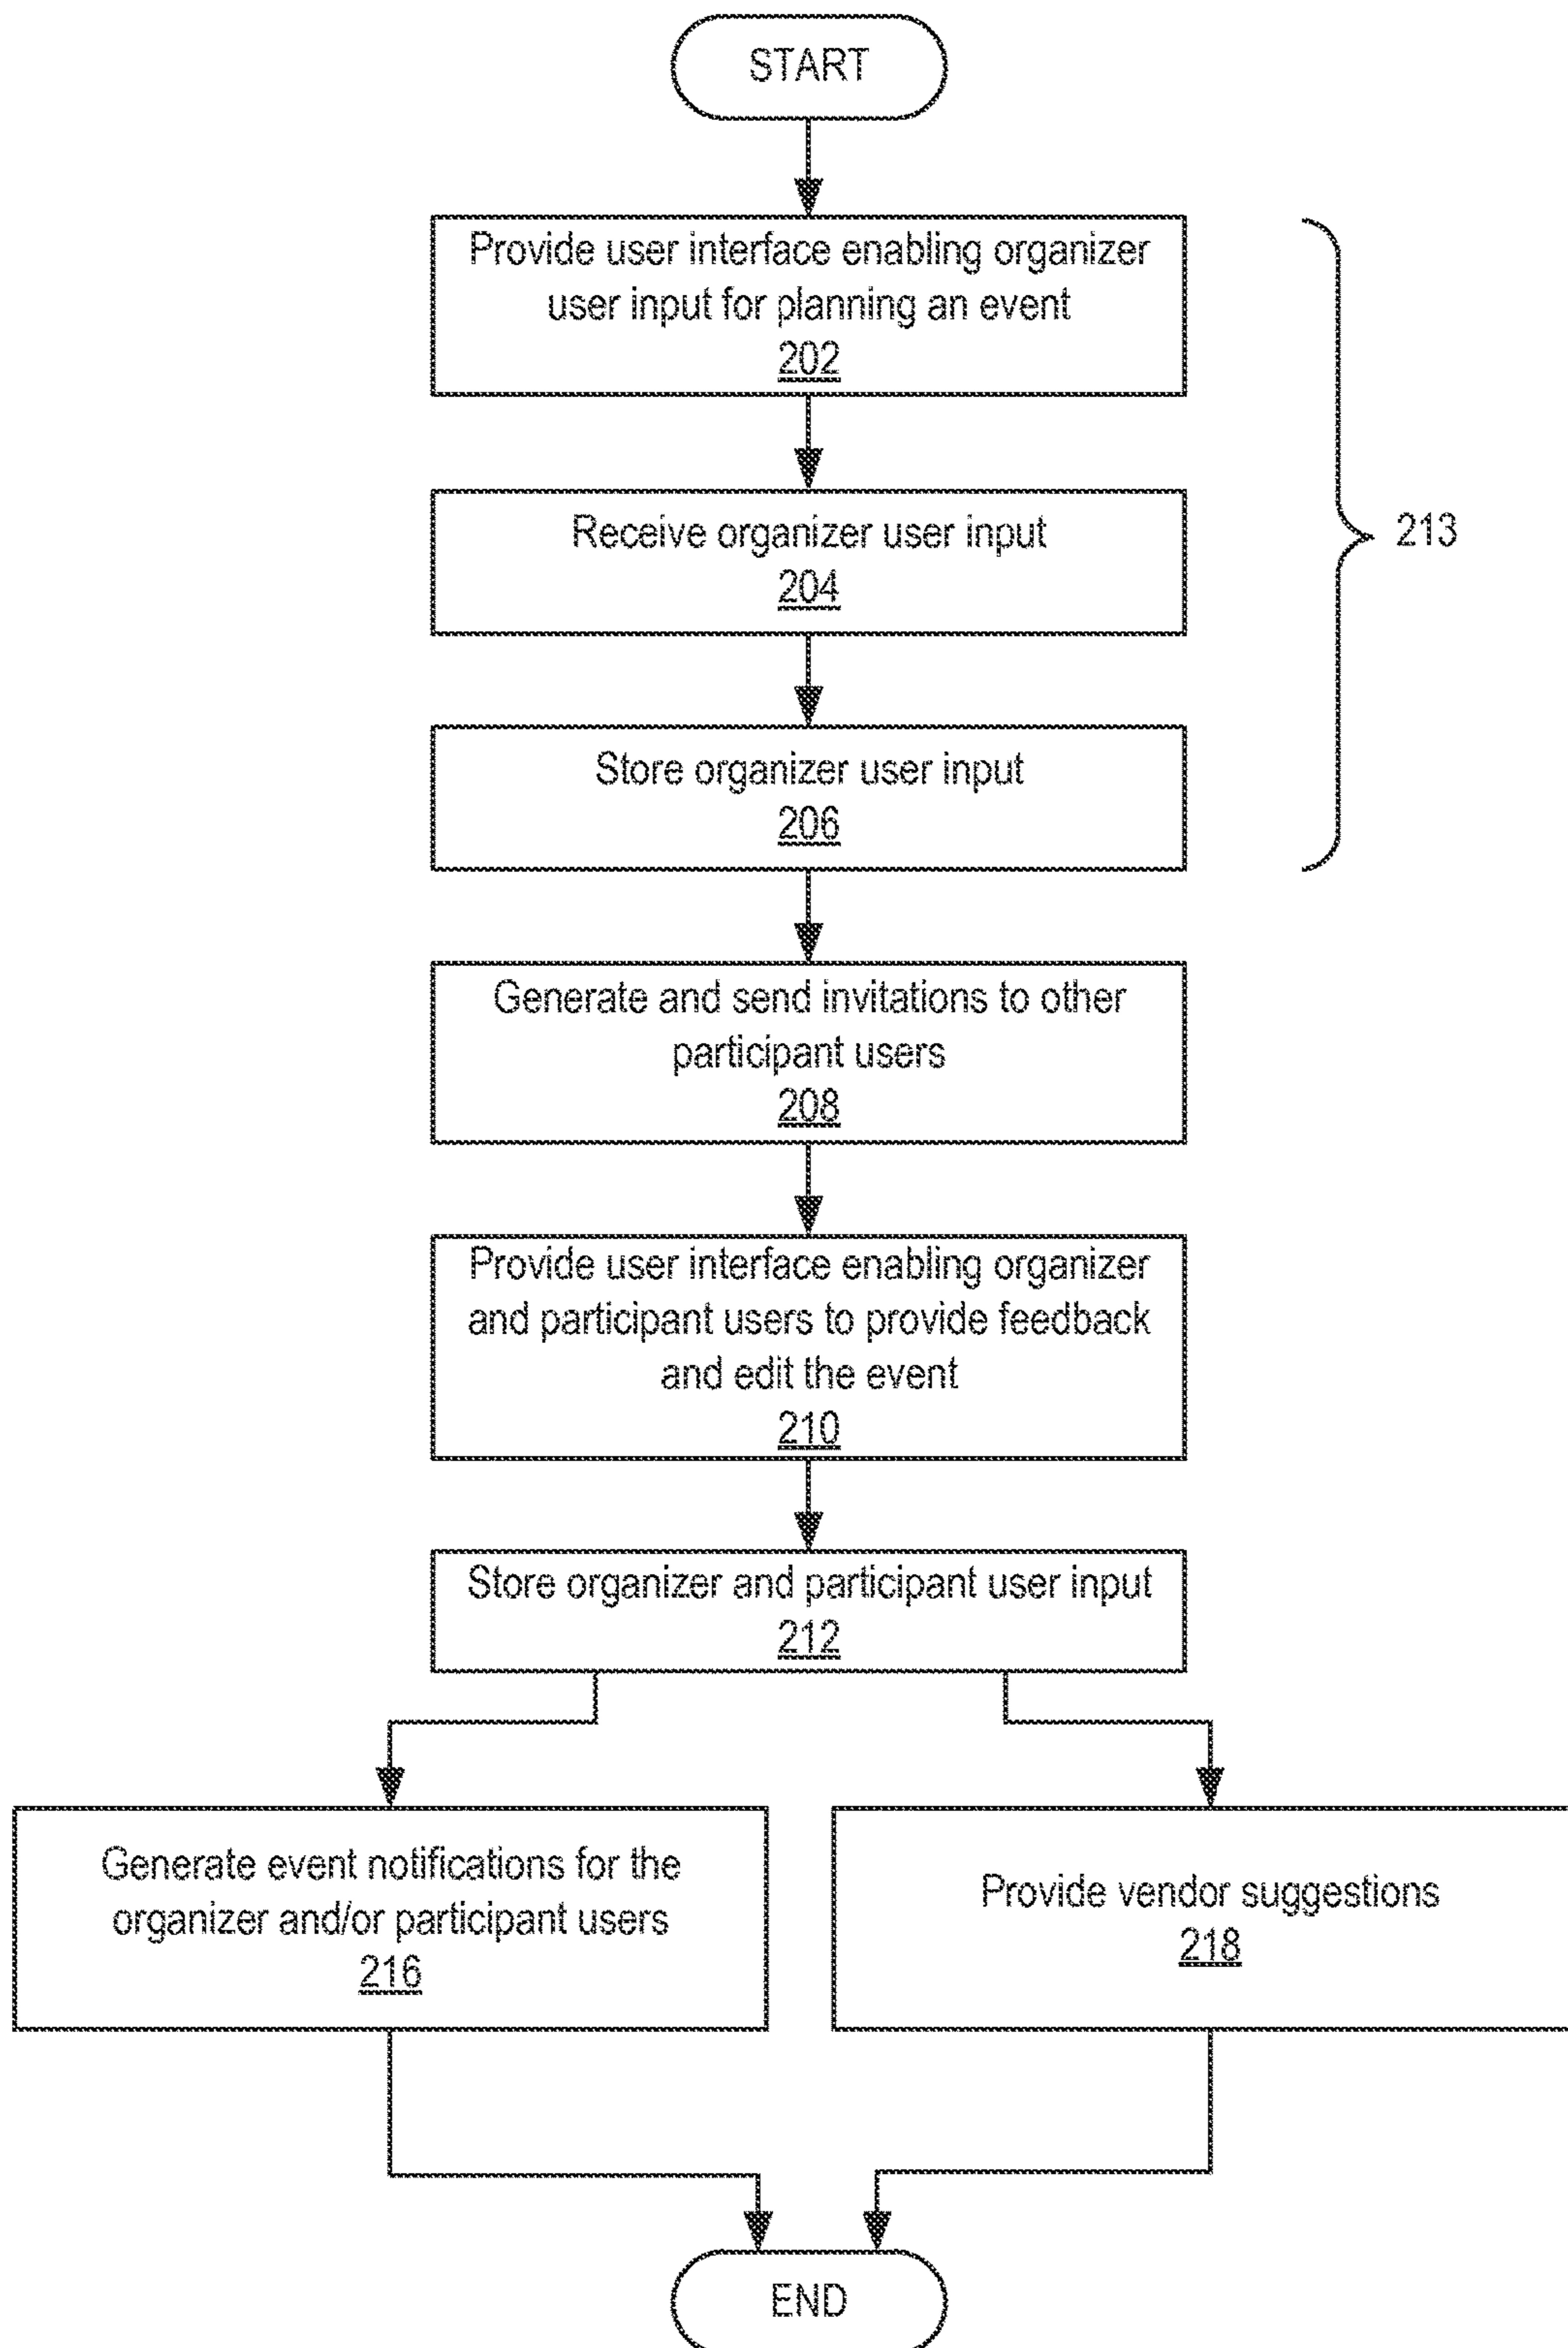 START
Provide user interface enabling organizer
user input for planning an event
202
Receive organizer user input
204
213
Store organizer user input
206
Generate and send invitations to other
participant users
208
Provide user interface enabling organizer
and participant users to provide feedback
and edit the event
210
Store organizer and participant user input
212
Generate event notifications for the
organizer and/or participant users
216
Provide vendor suggestions
218
END